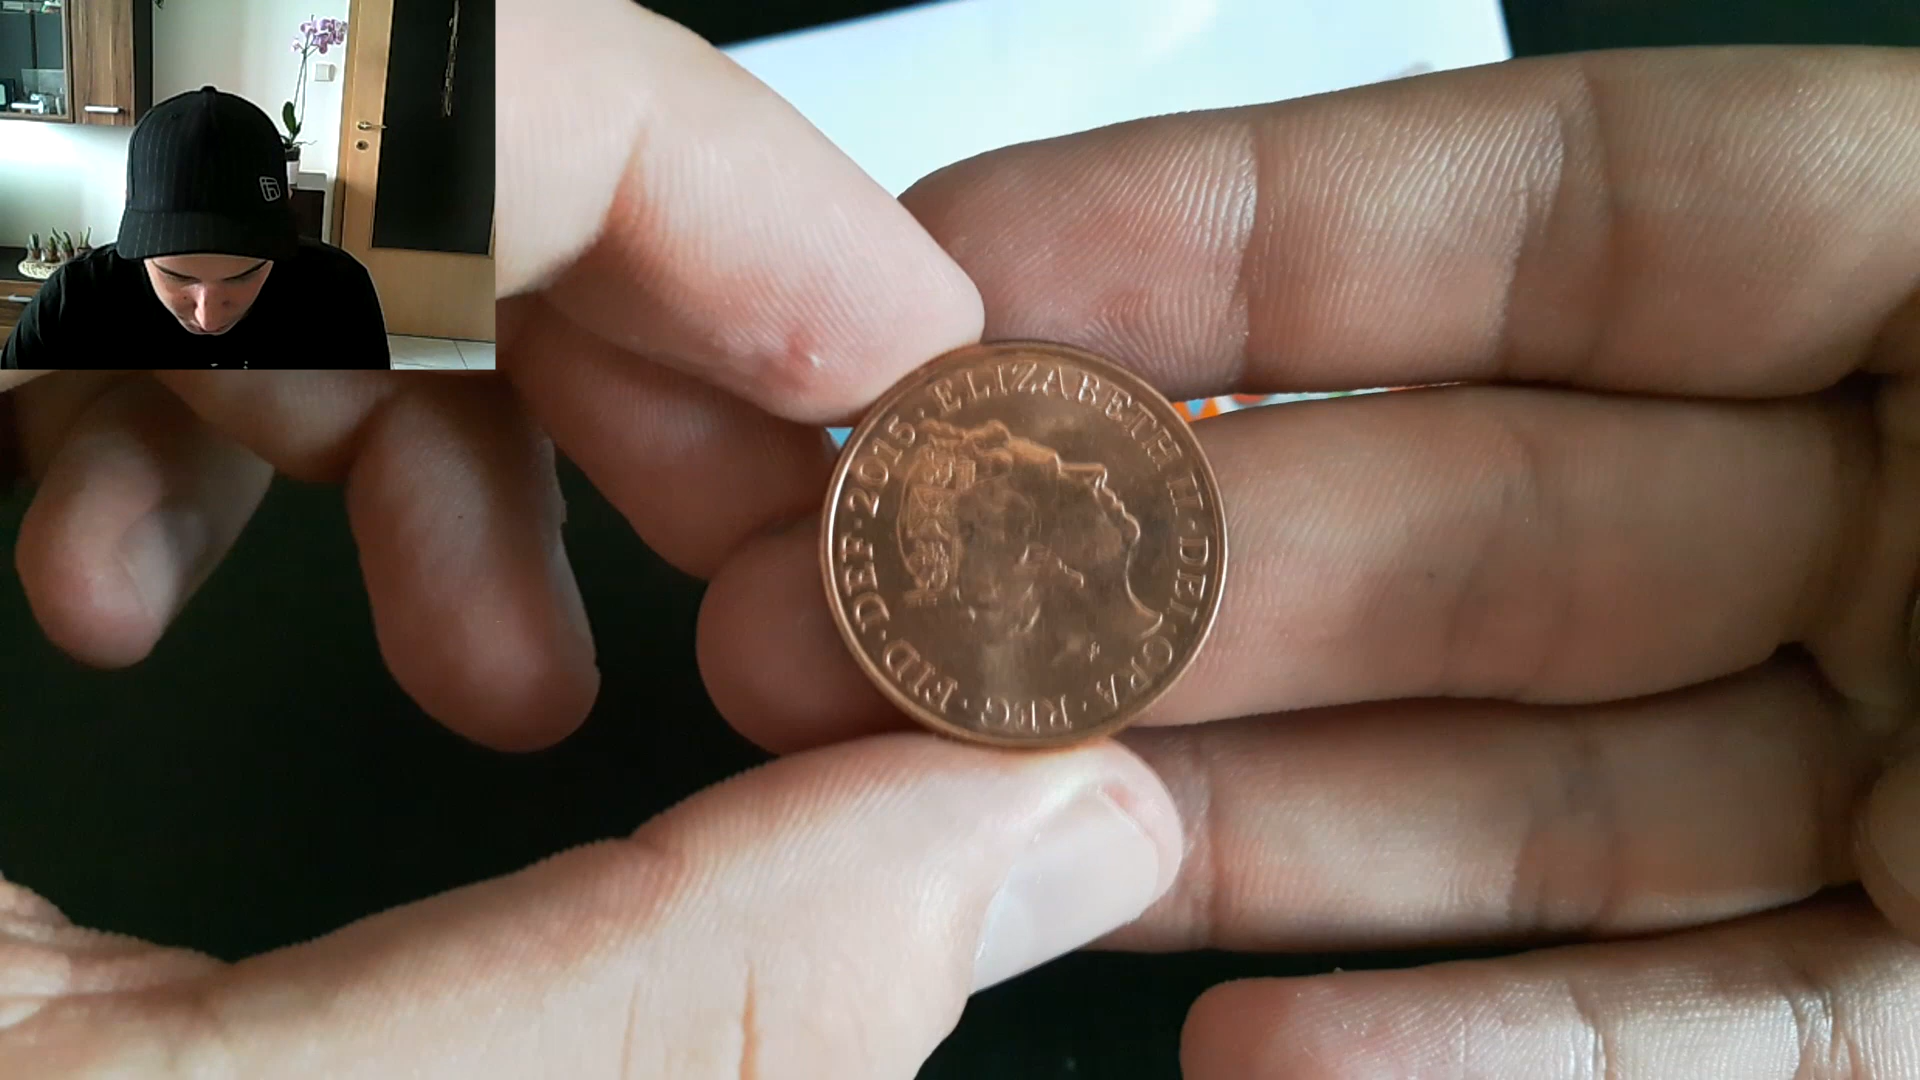 ELIZABETH II · DEI · GRA · REG · FID · DEF · 2015 ·